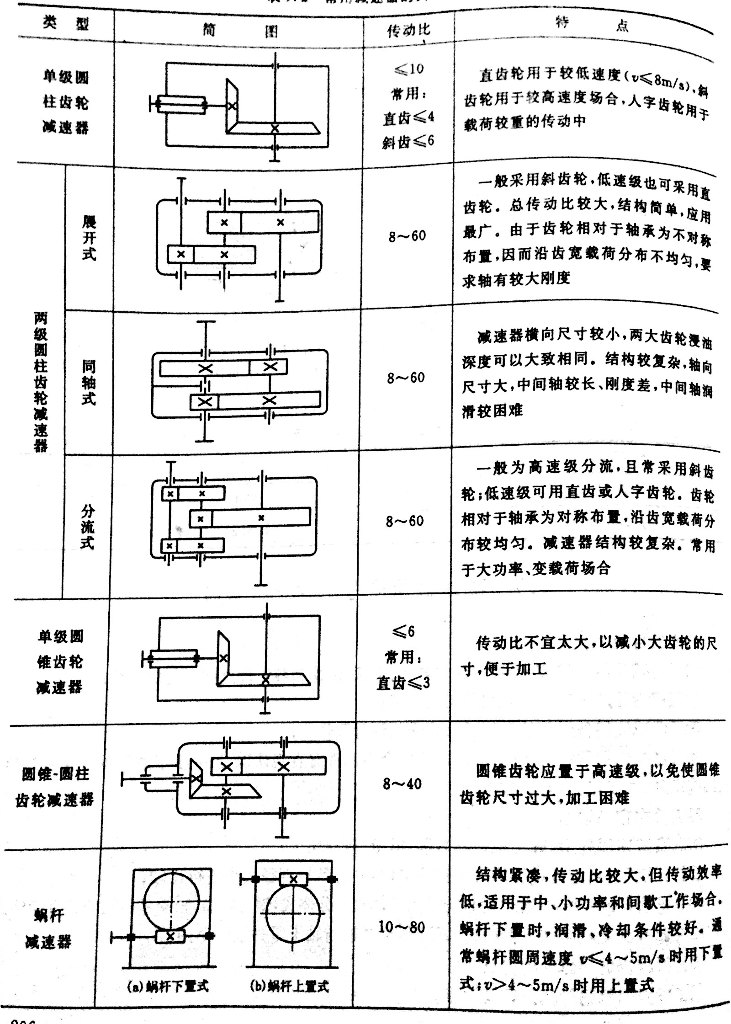 类 型 简 图 传动比 特 点
单级圆
柱齿轮
减速器
≤10
常用:
直齿≤4
斜齿≤6
直齿轮用于较低速度(v≤8m/s),斜
齿轮用于较高速度场合,人字齿轮用于
载荷较重的传动中
两级圆柱齿轮减速器
展开式
8～60
一般采用斜齿轮,低速级也可采用直
齿轮。总传动比较大,结构简单,应用
最广。由于齿轮相对于轴承为不对称
布置,因而沿齿宽载荷分布不均匀,要
求轴有较大刚度
同轴式
8～60
减速器横向尺寸较小,两大齿轮浸油
深度可以大致相同。结构较复杂,轴向
尺寸大,中间轴较长、刚度差,中间轴润
滑较困难
分流式
8～60
一般为高速级分流,且常采用斜齿
轮;低速级可用直齿或人字齿轮。齿轮
相对于轴承为对称布置,沿齿宽载荷分
布较均匀。减速器结构较复杂。常用
于大功率、变载荷场合
单级圆
锥齿轮
减速器
≤6
常用:
直齿≤3
传动比不宜太大,以减小大齿轮的尺
寸,便于加工
圆锥-圆柱
齿轮减速器
8～40
圆锥齿轮应置于高速级,以免使圆锥
齿轮尺寸过大,加工困难
蜗杆
减速器
(a)蜗杆下置式 (b)蜗杆上置式
10～80
结构紧凑,传动比较大,但传动效率
低,适用于中、小功率和间歇工作场合。
蜗杆下置时,润滑、冷却条件较好。通
常蜗杆圆周速度 v≤4～5m/s 时用下置
式;v>4～5m/s 时用上置式